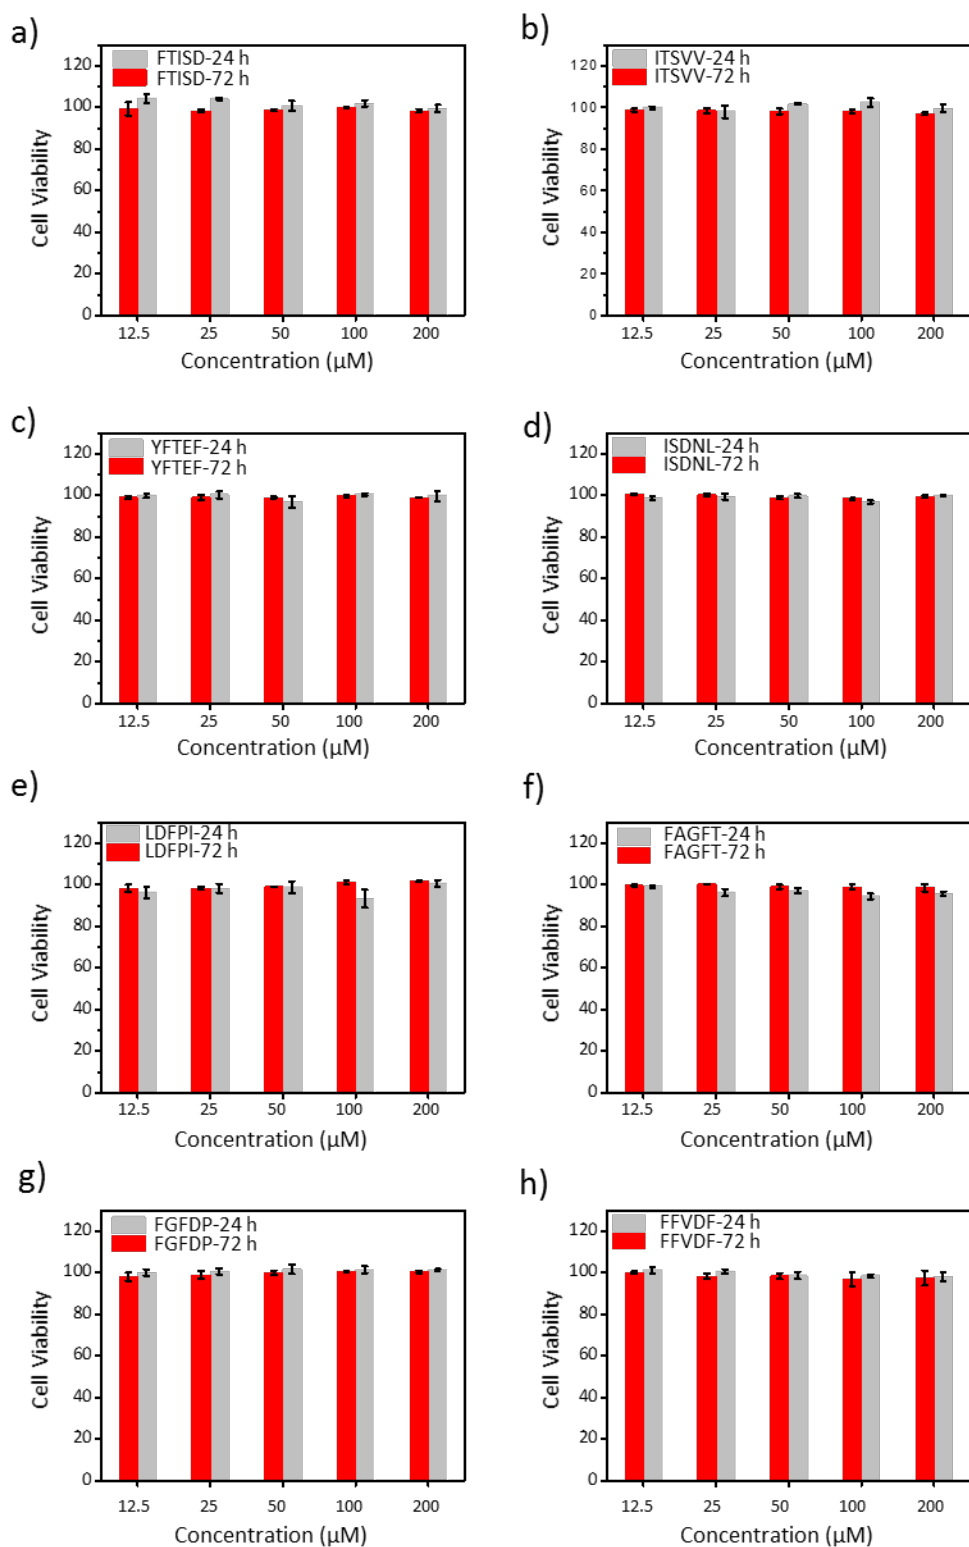 a)
FTISD-24 h
FTISD-72 h
120
100
80
60
40
20
0
Cell Viability
12.5 25 50 100 200
Concentration (µM)
b)
ITSVV-24 h
ITSVV-72 h
120
100
80
60
40
20
0
Cell Viability
12.5 25 50 100 200
Concentration (µM)
c)
YFTEF-24 h
YFTEF-72 h
120
100
80
60
40
20
0
Cell Viability
12.5 25 50 100 200
Concentration (µM)
d)
ISDNL-24 h
ISDNL-72 h
120
100
80
60
40
20
0
Cell Viability
12.5 25 50 100 200
Concentration (µM)
e)
LDFPI-24 h
LDFPI-72 h
120
100
80
60
40
20
0
Cell Viability
12.5 25 50 100 200
Concentration (µM)
f)
FAGFT-24 h
FAGFT-72 h
120
100
80
60
40
20
0
Cell Viability
12.5 25 50 100 200
Concentration (µM)
g)
FGFDP-24 h
FGFDP-72 h
120
100
80
60
40
20
0
Cell Viability
12.5 25 50 100 200
Concentration (µM)
h)
FFVDF-24 h
FFVDF-72 h
120
100
80
60
40
20
0
Cell Viability
12.5 25 50 100 200
Concentration (µM)